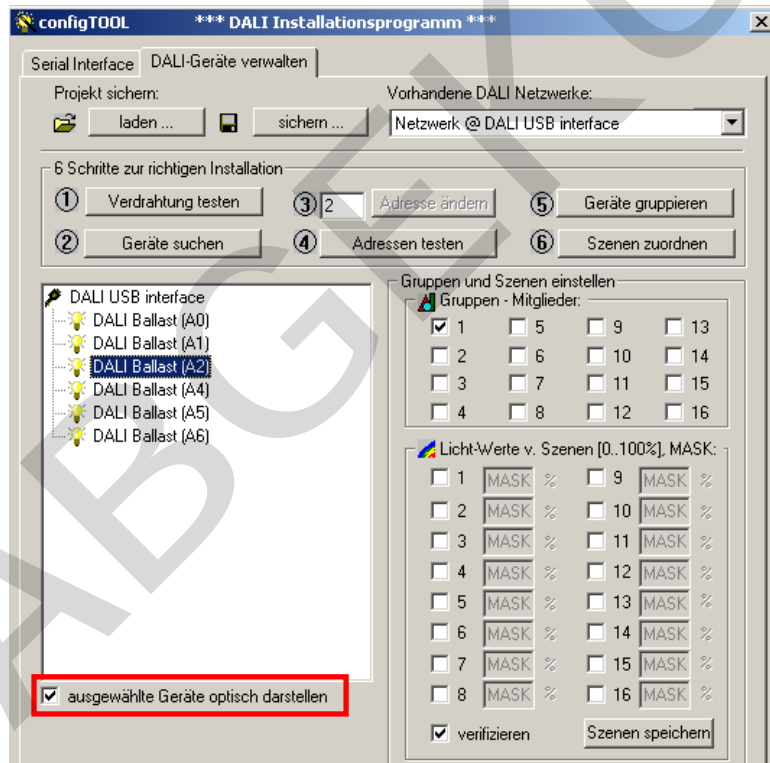 configTOOL *** DALI Installationsprogramm ***
Serial Interface DALI-Geräte verwalten
Projekt sichern: Vorhandene DALI Netzwerke:
laden ... sichern ... Netzwerk @ DALI USB interface
6 Schritte zur richtigen Installation
1 Verdrahtung testen 3 2 Adresse ändern 5 Geräte gruppieren
2 Geräte suchen 4 Adressen testen 6 Szenen zuordnen
DALI USB interface
DALI Ballast (A0)
DALI Ballast (A1)
DALI Ballast (A2)
DALI Ballast (A4)
DALI Ballast (A5)
DALI Ballast (A6)
ausgewählte Geräte optisch darstellen
Gruppen und Szenen einstellen
Gruppen - Mitglieder:
1 5 9 13
2 6 10 14
3 7 11 15
4 8 12 16
Licht-Werte v. Szenen [0..100%], MASK:
1 MASK % 9 MASK %
2 MASK % 10 MASK %
3 MASK % 11 MASK %
4 MASK % 12 MASK %
5 MASK % 13 MASK %
6 MASK % 14 MASK %
7 MASK % 15 MASK %
8 MASK % 16 MASK %
verifizieren Szenen speichern